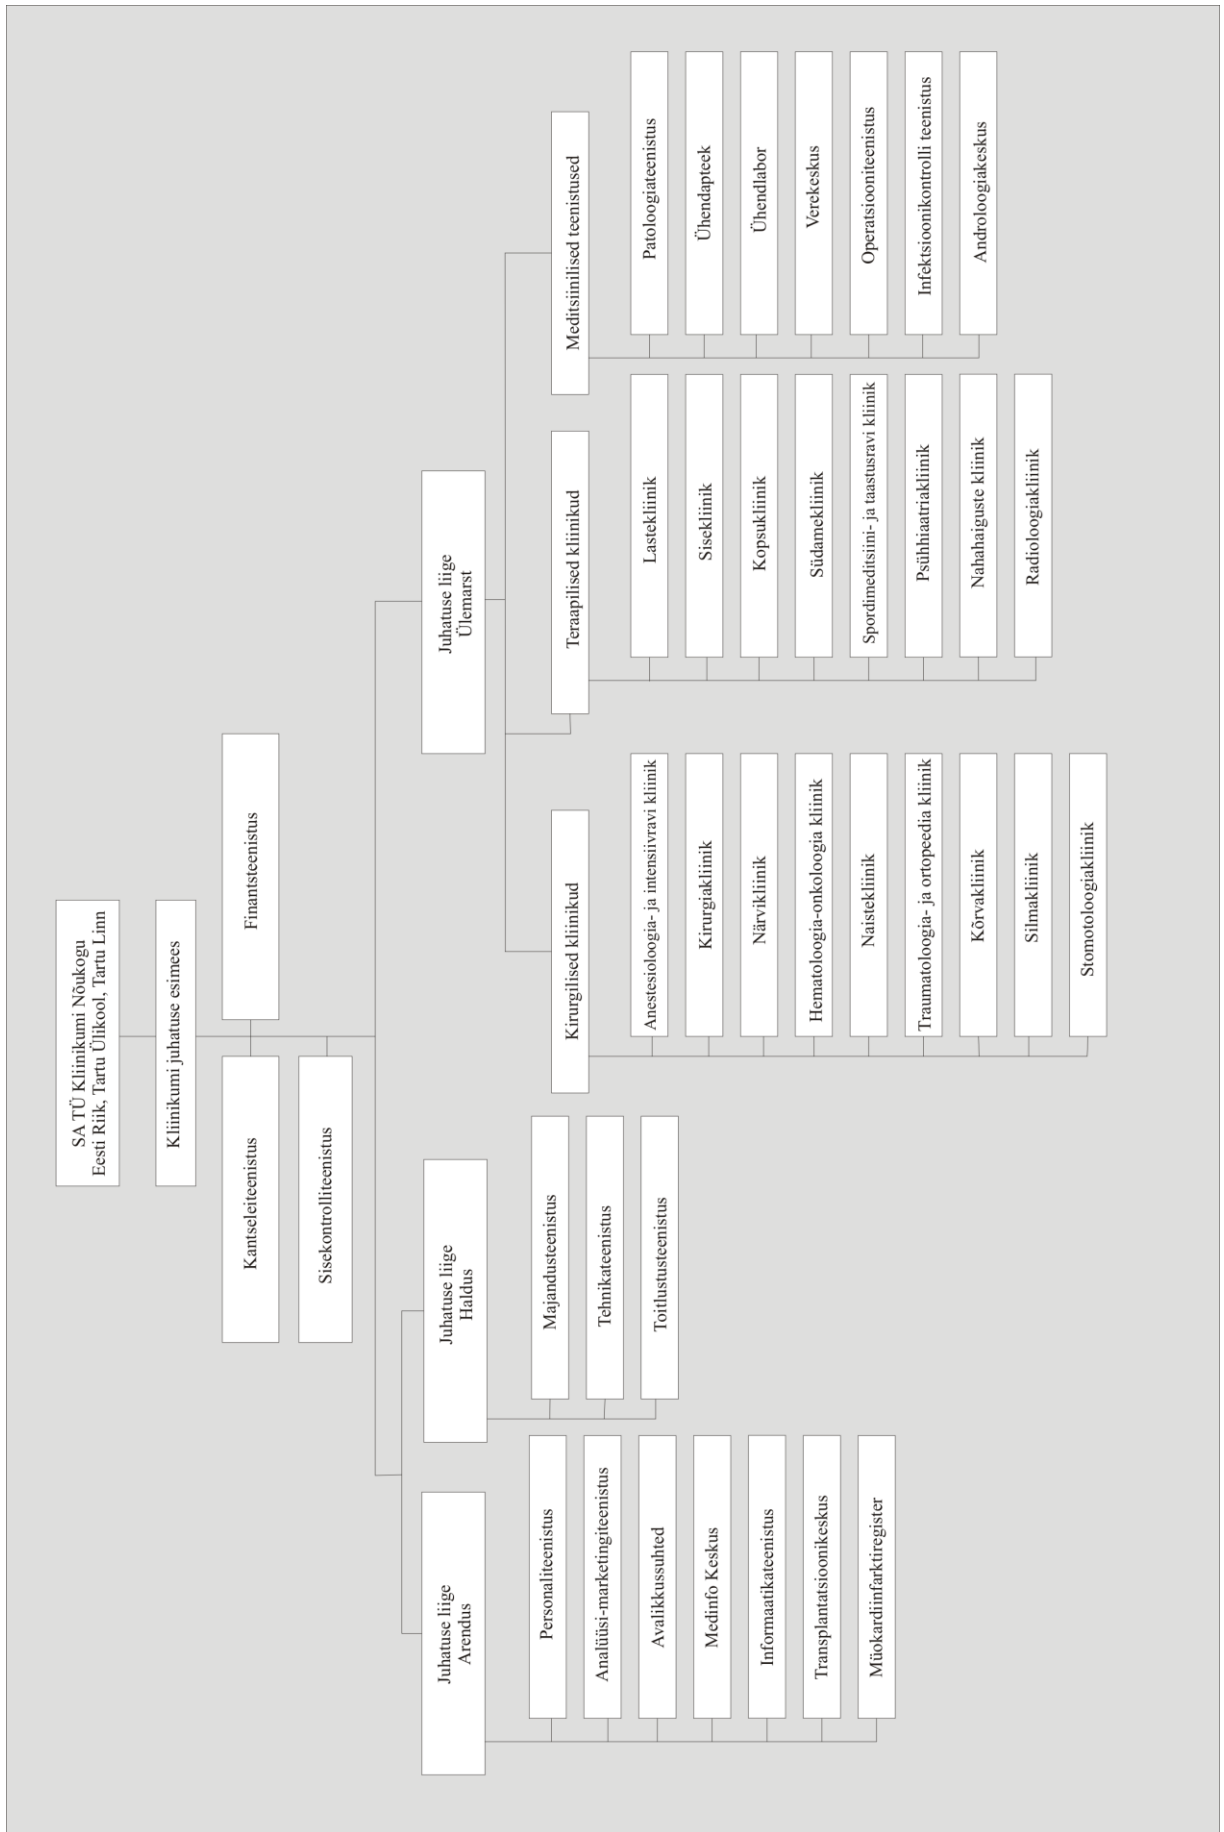 SA TÜ Kliinikumi Nõukogu
Eesti Riik, Tartu Ülikool, Tartu Linn
Kliinikumi juhatuse esimees
Kantseleiteenistus
Finantsteenistus
Sisekontrolliteenistus
Juhatuse liige
Arendus
Personaliteenistus
Analüüsi-marketingiteenistus
Avalikkussuhted
Medinfo Keskus
Informaatikateenistus
Transplantatsioonikeskus
Müokardiinfarktiregister
Juhatuse liige
Haldus
Majandusteenistus
Tehnikateenistus
Toitlustusteenistus
Juhatuse liige
Ülemarst
Kirurgilised kliinikud
Anestesioloogia- ja intensiivravi kliinik
Kirurgiakliinik
Närvikliinik
Hematoloogia-onkoloogia kliinik
Naistekliinik
Traumatoloogia- ja ortopeedia kliinik
Kõrvakliinik
Silmakliinik
Stomotoloogiakliinik
Teraapilised kliinikud
Lastekliinik
Sisekliinik
Kopsukliinik
Südamekliinik
Spordimeditsiini- ja taastusravi kliinik
Psühhiaatriakliinik
Nahahaiguste kliinik
Radioloogiakliinik
Meditsiinilised teenistused
Patoloogiateenistus
Ühendapteek
Ühendlabor
Verekeskus
Operatsiooniteenistus
Infektsioonikontrolli teenistus
Androloogiakeskus